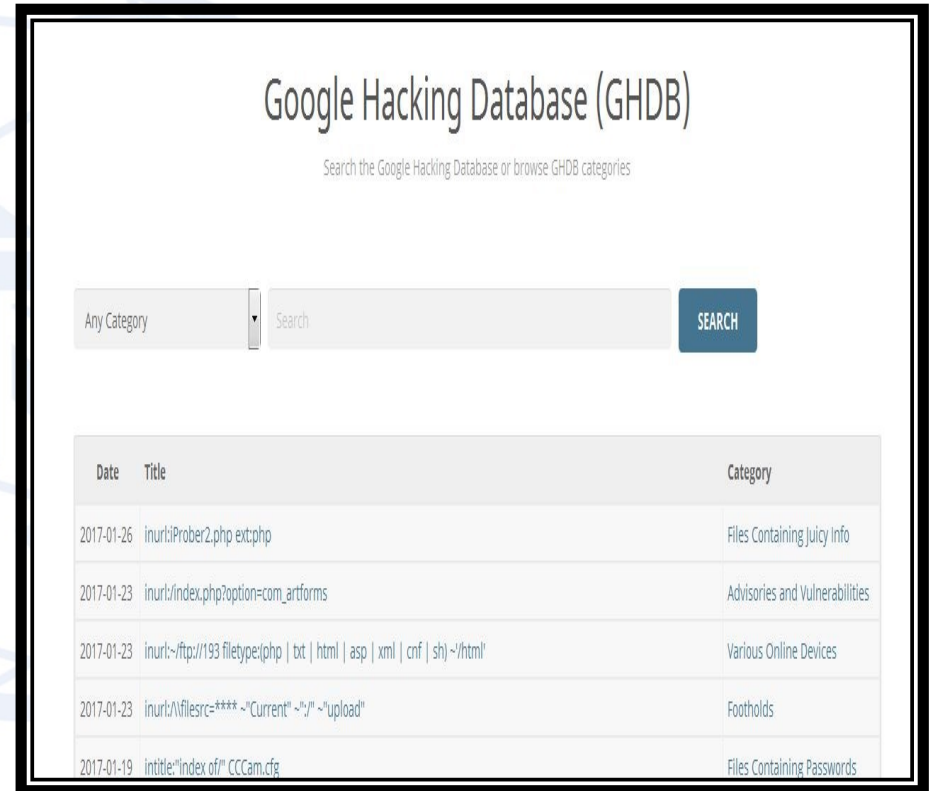 Google Hacking Database (GHDB)
Search the Google Hacking Database or browse GHDB categories
Any Category Search SEARCH
Date Title Category
2017-01-26 inurl:iProber2.php ext:php Files Containing Juicy Info
2017-01-23 inurl:/index.php?option=com_artforms Advisories and Vulnerabilities
2017-01-23 inurl:~/ftp://193 filetype:(php | txt | html | asp | xml | cnf | sh) ~'/html' Various Online Devices
2017-01-23 inurl:/\\filesrc=**** ~"Current" ~":/" ~"upload" Footholds
2017-01-19 intitle:"index of/" CCCam.cfg Files Containing Passwords